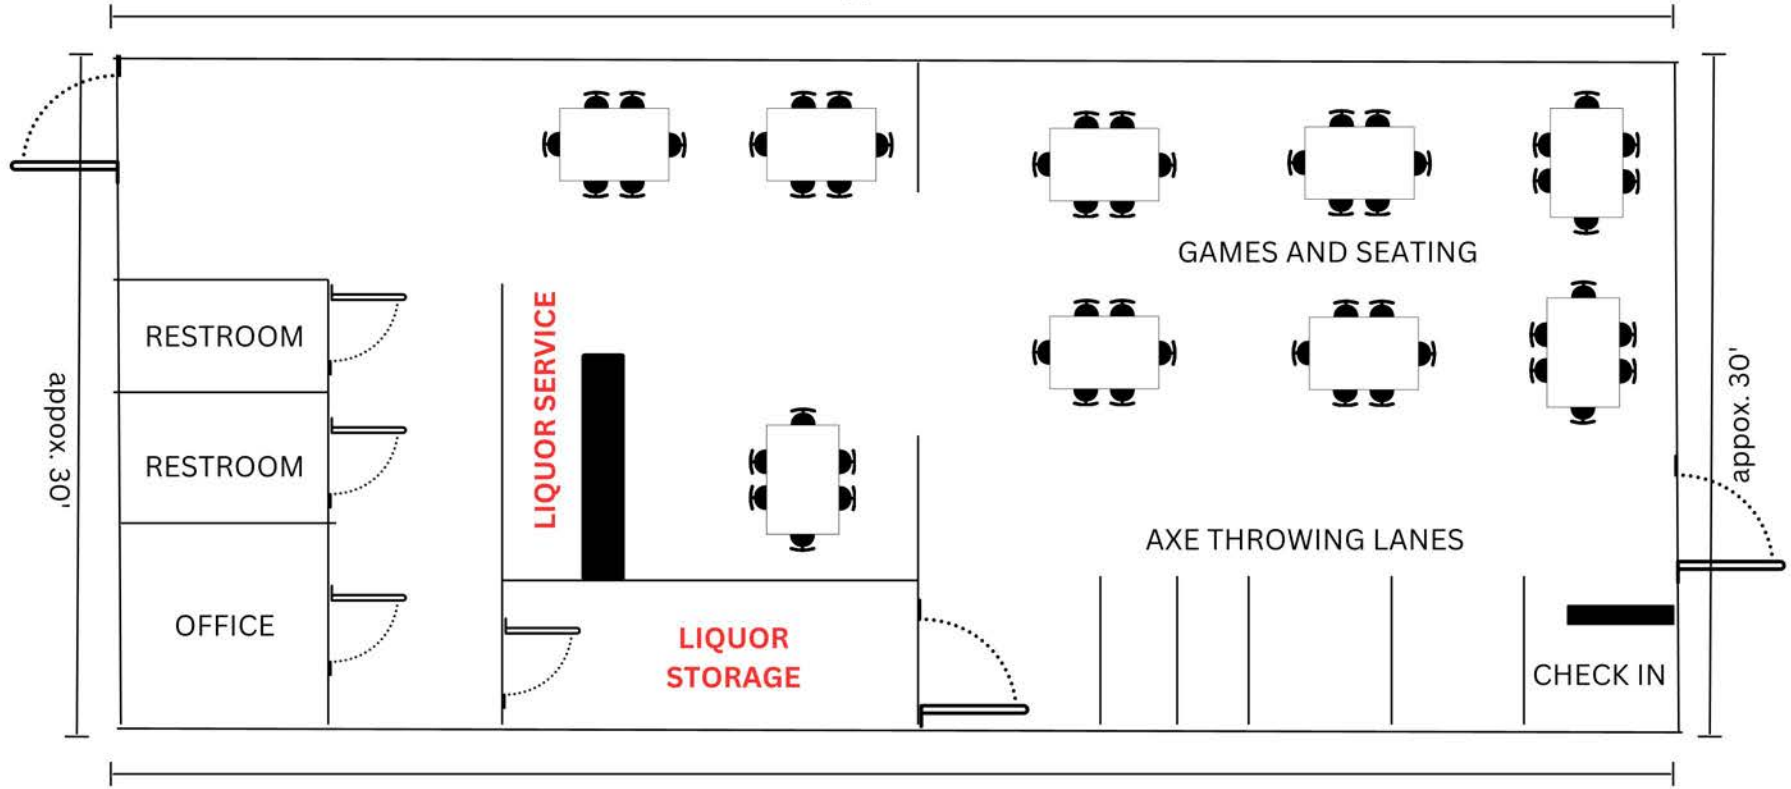 RESTROOM
RESTROOM
OFFICE
LIQUOR SERVICE
LIQUOR
STORAGE
GAMES AND SEATING
AXE THROWING LANES
CHECK IN
appox. 30'
appox. 30'